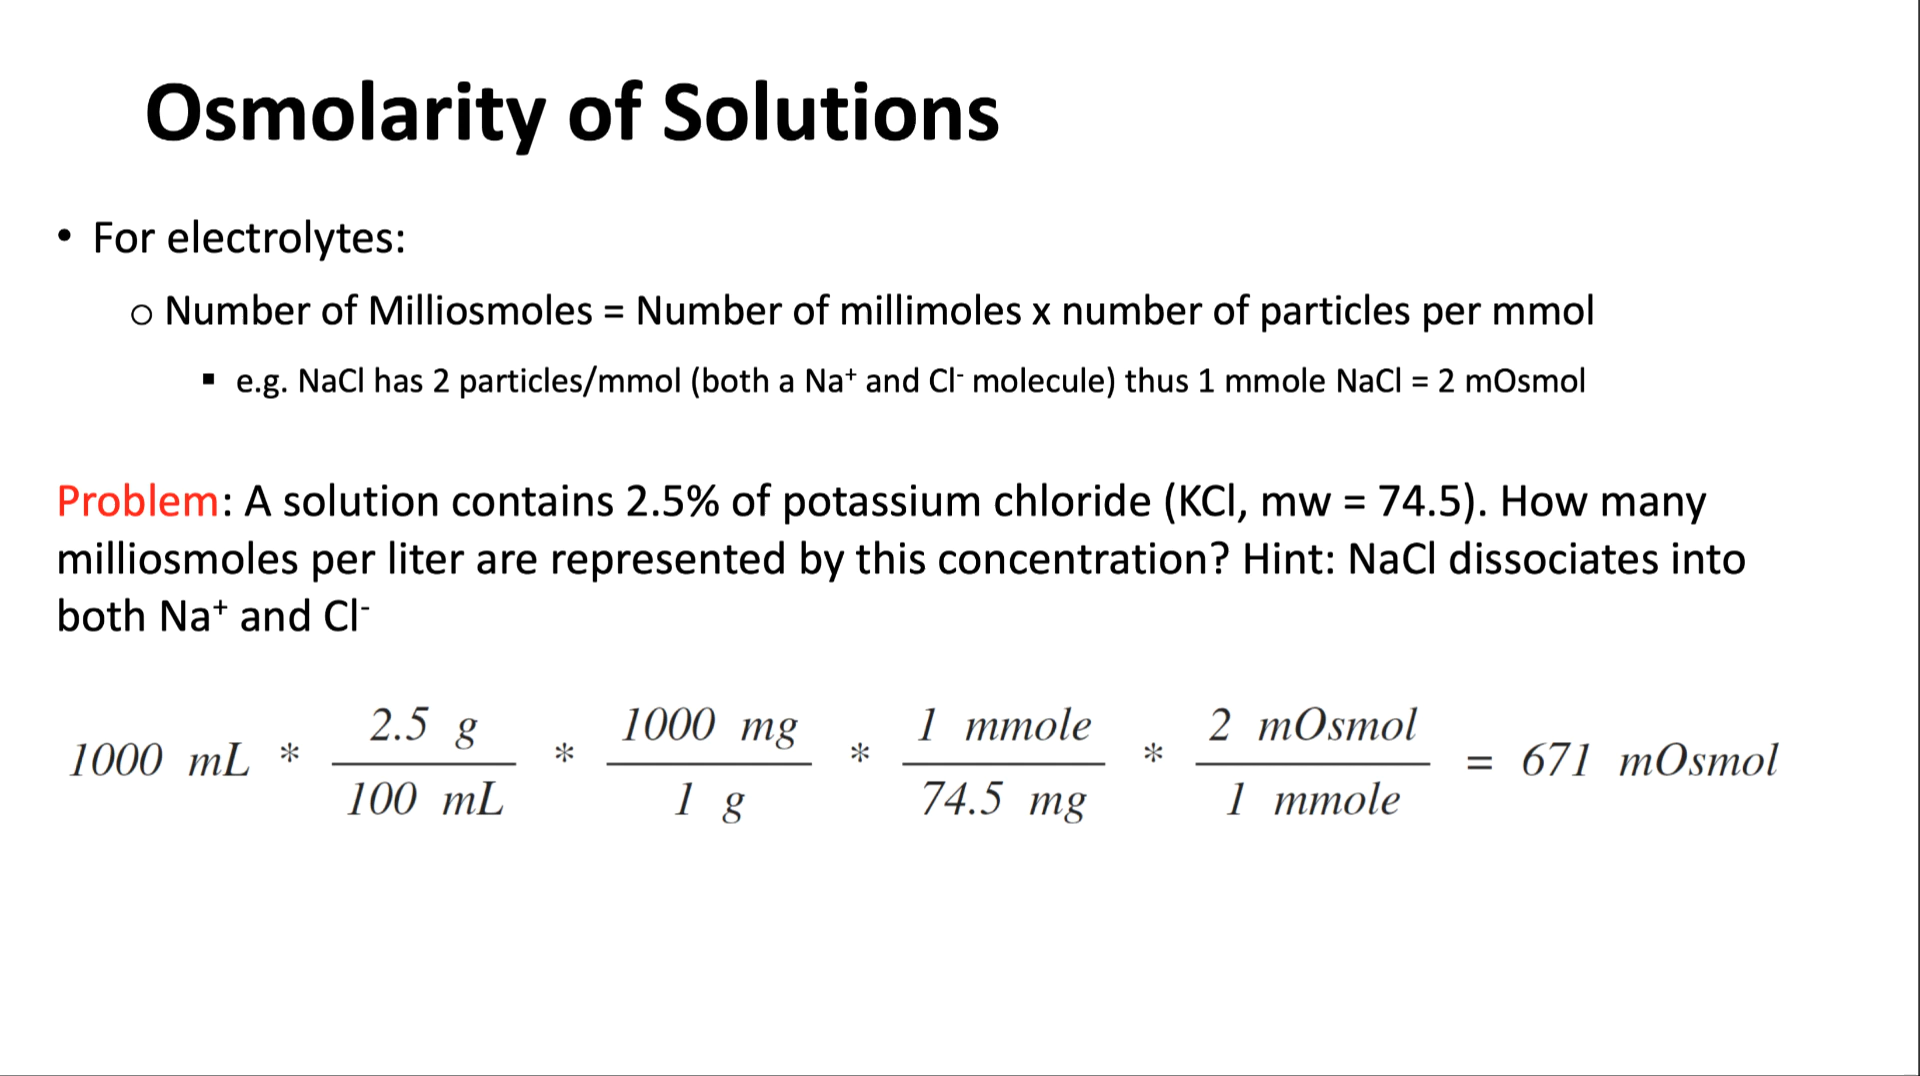 Osmolarity of Solutions
• For electrolytes:
o Number of Milliosmoles = Number of millimoles x number of particles per mmol
▪ e.g. NaCl has 2 particles/mmol (both a Na⁺ and Cl⁻ molecule) thus 1 mmole NaCl = 2 mOsmol
Problem: A solution contains 2.5% of potassium chloride (KCl, mw = 74.5). How many
milliosmoles per liter are represented by this concentration? Hint: NaCl dissociates into
both Na⁺ and Cl⁻
1000 mL * 2.5 g / 100 mL * 1000 mg / 1 g * 1 mmole / 74.5 mg * 2 mOsmol / 1 mmole = 671 mOsmol